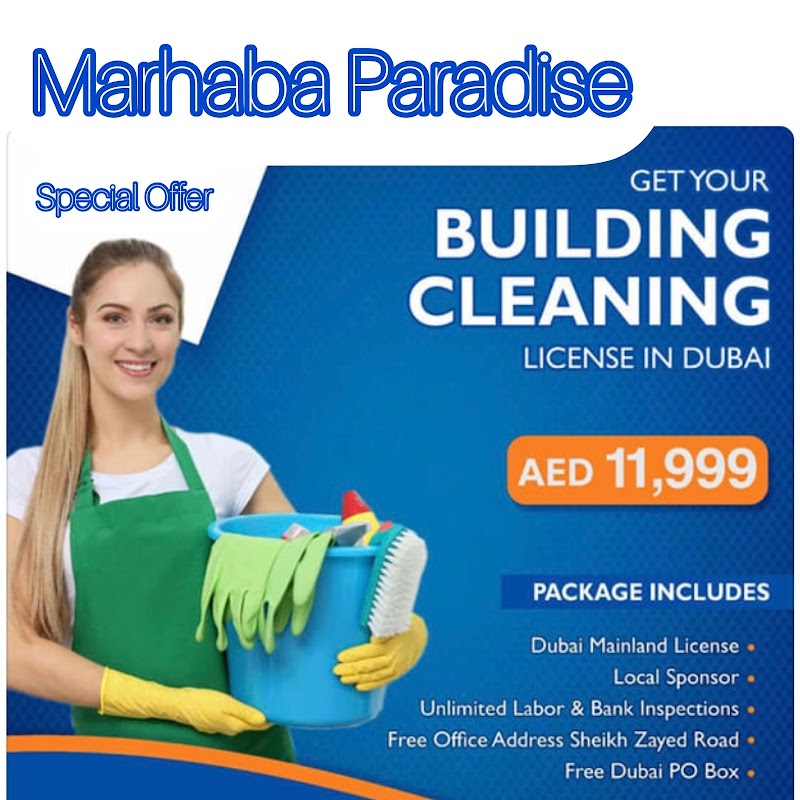 Marhaba Paradise
Special Offer
GET YOUR
BUILDING
CLEANING
LICENSE IN DUBAI
AED 11,999
PACKAGE INCLUDES
Dubai Mainland License •
Local Sponsor •
Unlimited Labor & Bank Inspections •
Free Office Address Sheikh Zayed Road •
Free Dubai PO Box •